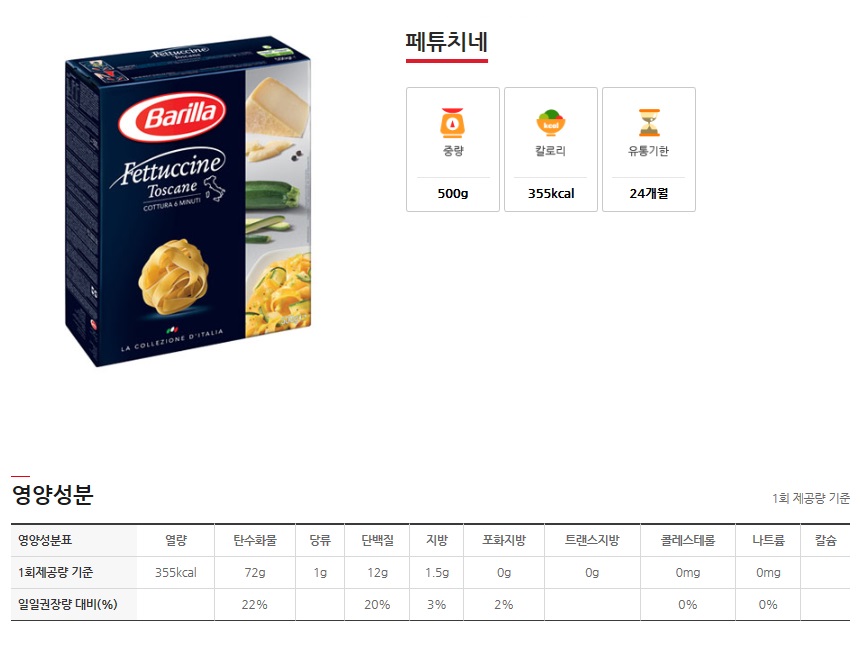 페튜치네
중량
500g
칼로리
kcal
355kcal
유통기한
24개월
Fettuccine
Toscane
500g
Barilla
Fettuccine
Toscane
COTTURA 6 MINUTI
LA COLLEZIONE D'ITALIA
영양성분
1회 제공량 기준
영양성분표 열량 탄수화물 당류 단백질 지방 포화지방 트랜스지방 콜레스테롤 나트륨 칼슘
1회제공량 기준 355kcal 72g 1g 12g 1.5g 0g 0g 0mg 0mg
일일권장량 대비(%) 22% 20% 3% 2% 0% 0%